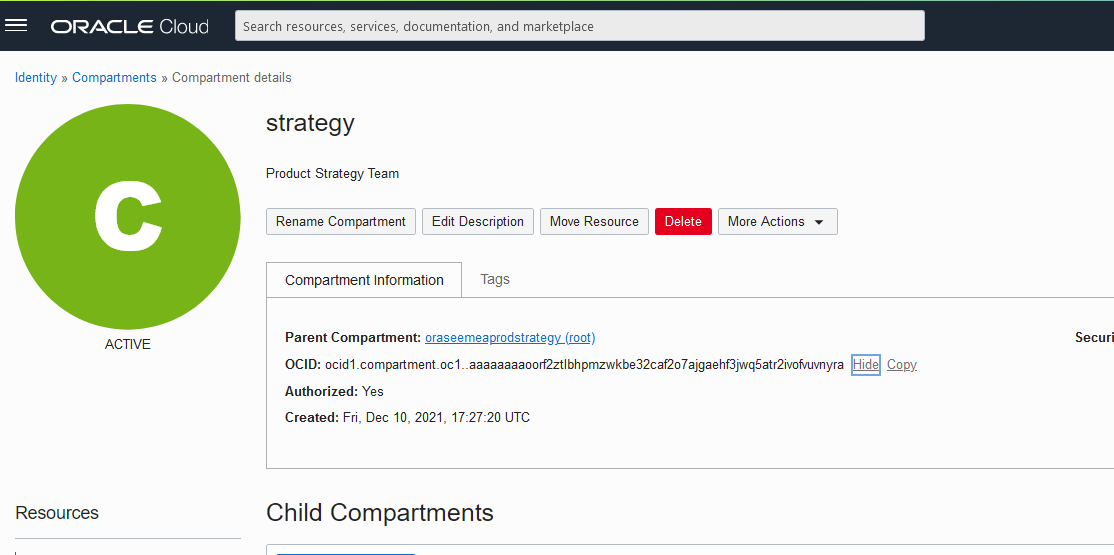 ORACLE Cloud
Search resources, services, documentation, and marketplace
Identity » Compartments » Compartment details
C
ACTIVE
strategy
Product Strategy Team
Rename Compartment Edit Description Move Resource Delete More Actions
Compartment Information Tags
Parent Compartment: oraseemeaprodstrategy (root)
Securi
OCID: ocid1.compartment.oc1..aaaaaaaaoorf2ztlbhpmzwkbe32caf2o7ajgaehf3jwq5atr2ivofvuvnyra Hide Copy
Authorized: Yes
Created: Fri, Dec 10, 2021, 17:27:20 UTC
Resources
Child Compartments